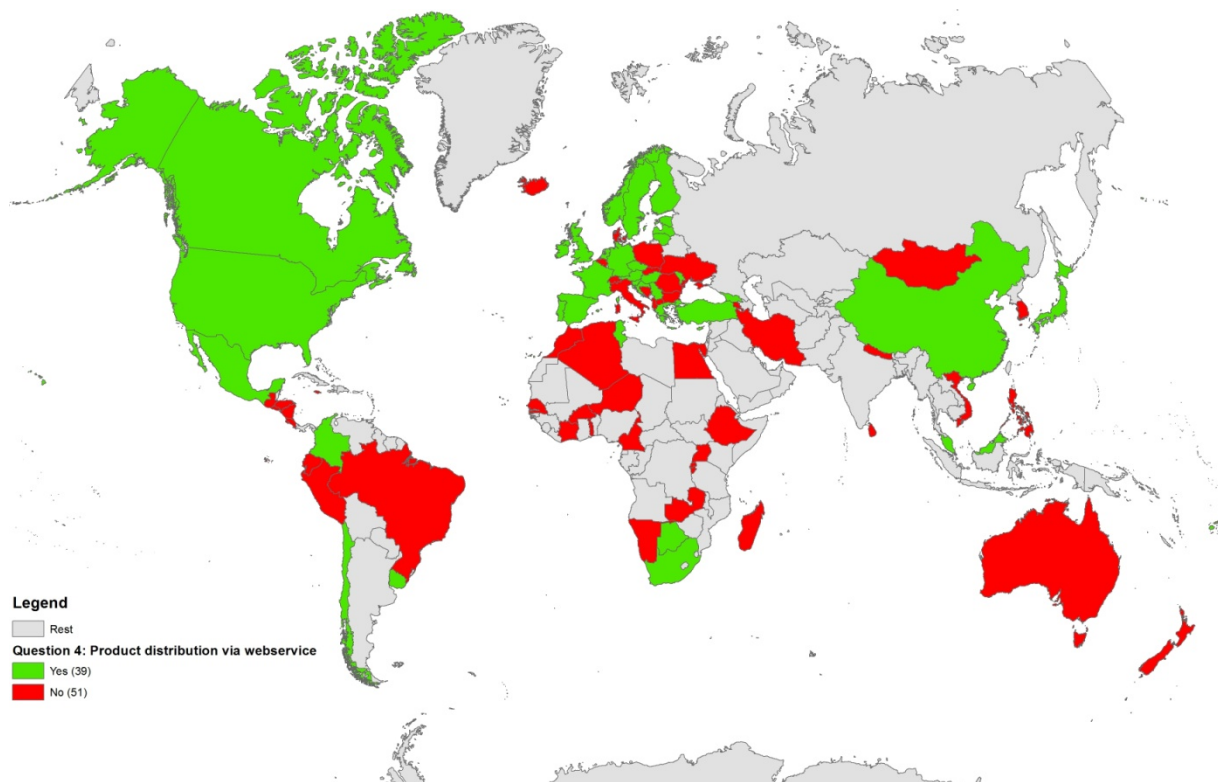 Legend
Rest
Question 4: Product distribution via webservice
Yes (39)
No (51)